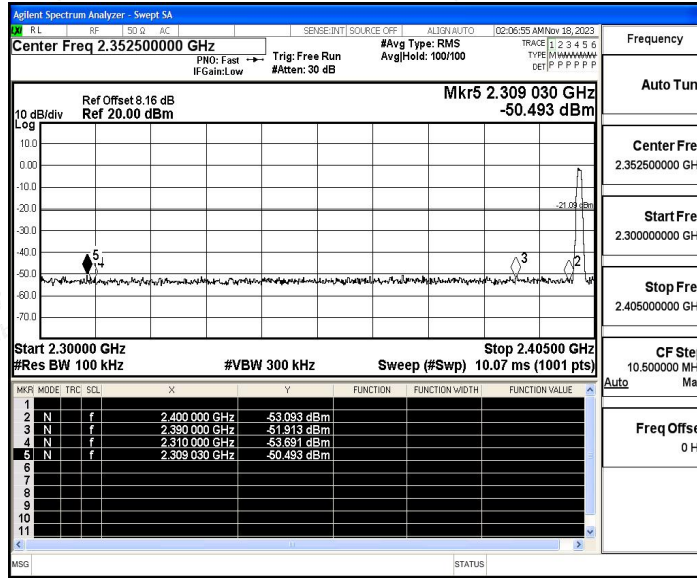 Agilent Spectrum Analyzer - Swept SA
LXI RL RF 50 Ω AC SENSE:INT SOURCE OFF ALIGNAUTO 02:06:55 AM Nov 18, 2023
Center Freq 2.352500000 GHz
PNO: Fast
IFGain:Low
Trig: Free Run
#Atten: 30 dB
#Avg Type: RMS
Avg|Hold: 100/100
TRACE 1 2 3 4 5 6
TYPE M W W W W W
DET P P P P P P
Frequency
Auto Tun
Center Fre
2.352500000 GH
Start Fre
2.300000000 GH
Stop Fre
2.405000000 GH
CF Ste
10.500000 MH
Auto Ma
Freq Offse
0 H
Mkr5 2.309 030 GHz
-50.493 dBm
Ref Offset 8.16 dB
10 dB/div Ref 20.00 dBm
Log
10.0
0.00
-10.0
-20.0
-30.0
-40.0
-50.0
-60.0
-70.0
-21.09 dBm
5
4
3
2
Start 2.30000 GHz Stop 2.40500 GHz
#Res BW 100 kHz #VBW 300 kHz Sweep (#Swp) 10.07 ms (1001 pts)
MKR MODE TRC SCL X Y FUNCTION FUNCTION WIDTH FUNCTION VALUE
1
2 N f 2.400 000 GHz -53.093 dBm
3 N f 2.390 000 GHz -51.913 dBm
4 N f 2.310 000 GHz -53.691 dBm
5 N f 2.309 030 GHz -50.493 dBm
6
7
8
9
10
11
MSG STATUS